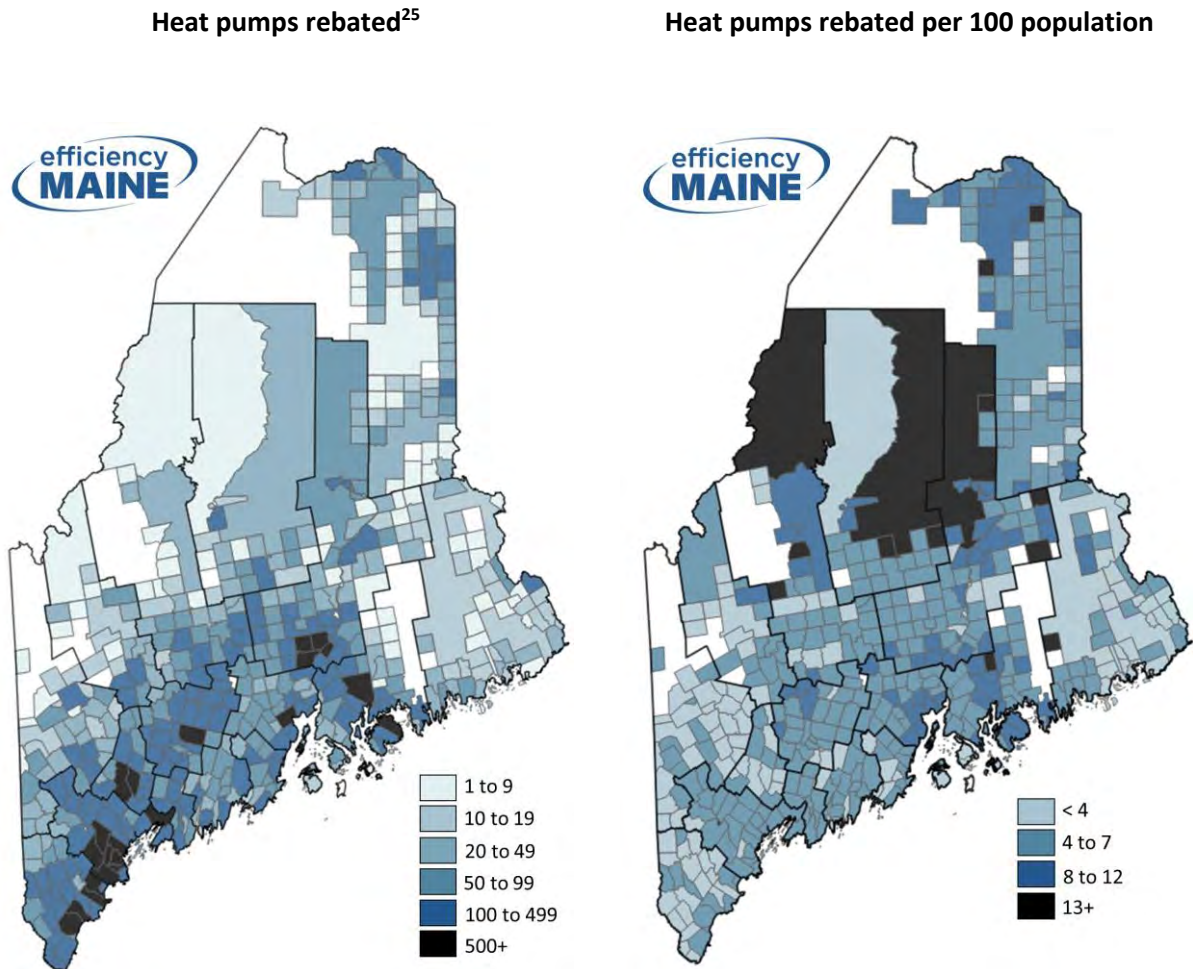 Heat pumps rebated25
efficiency
MAINE
1 to 9
10 to 19
20 to 49
50 to 99
100 to 499
500+
Heat pumps rebated per 100 population
efficiency
MAINE
< 4
4 to 7
8 to 12
13+